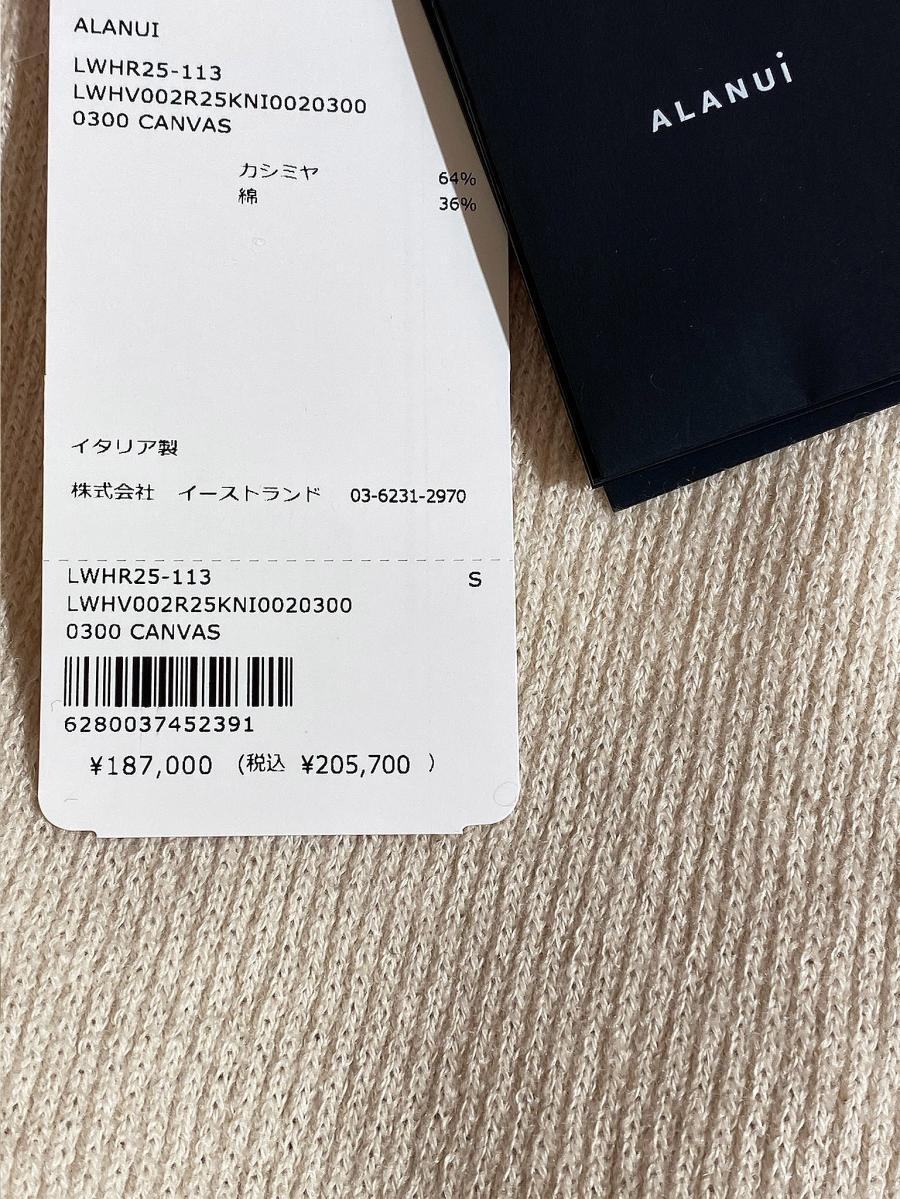 ALANUI
LWHR25-113
LWHV002R25KNI0020300
0300 CANVAS
カシミヤ 64%
綿 36%
イタリア製
株式会社 イーストランド 03-6231-2970
LWHR25-113 S
LWHV002R25KNI0020300
0300 CANVAS
6280037452391
¥187,000 (税込 ¥205,700 )
ALANUi